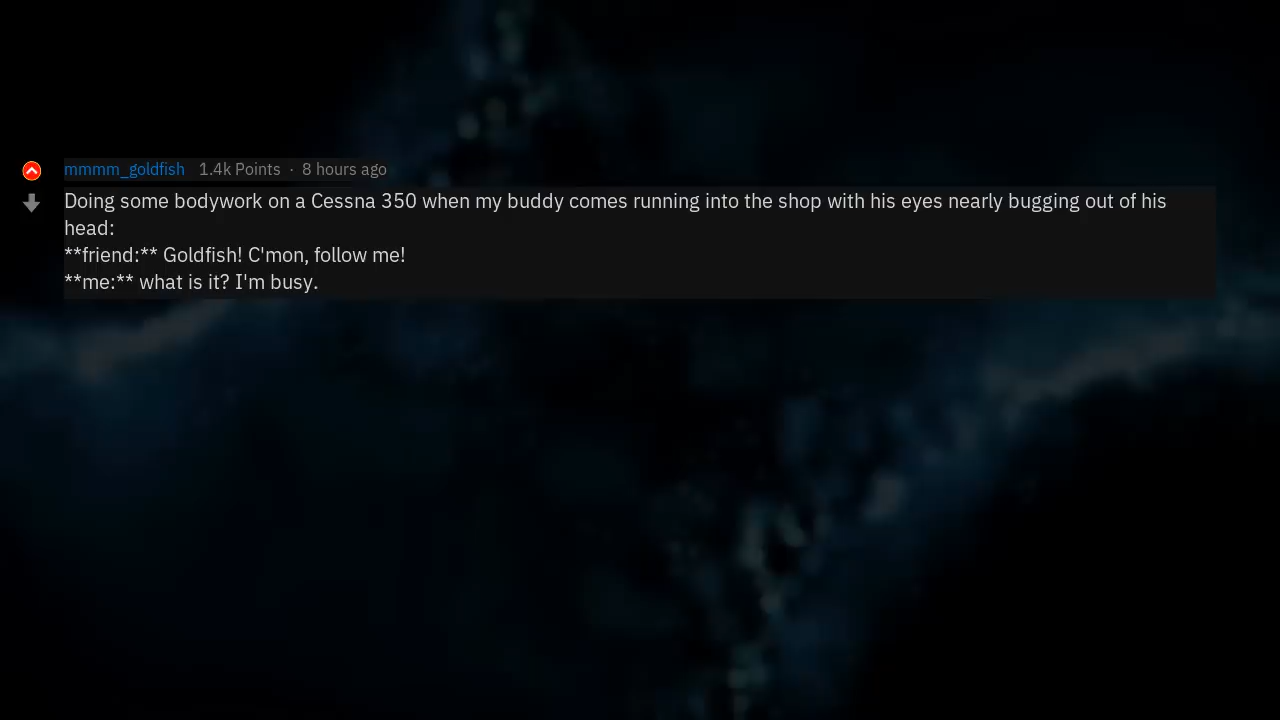 mmmm_goldfish 1.4k Points · 8 hours ago
Doing some bodywork on a Cessna 350 when my buddy comes running into the shop with his eyes nearly bugging out of his
head:
**friend:** Goldfish! C'mon, follow me!
**me:** what is it? I'm busy.